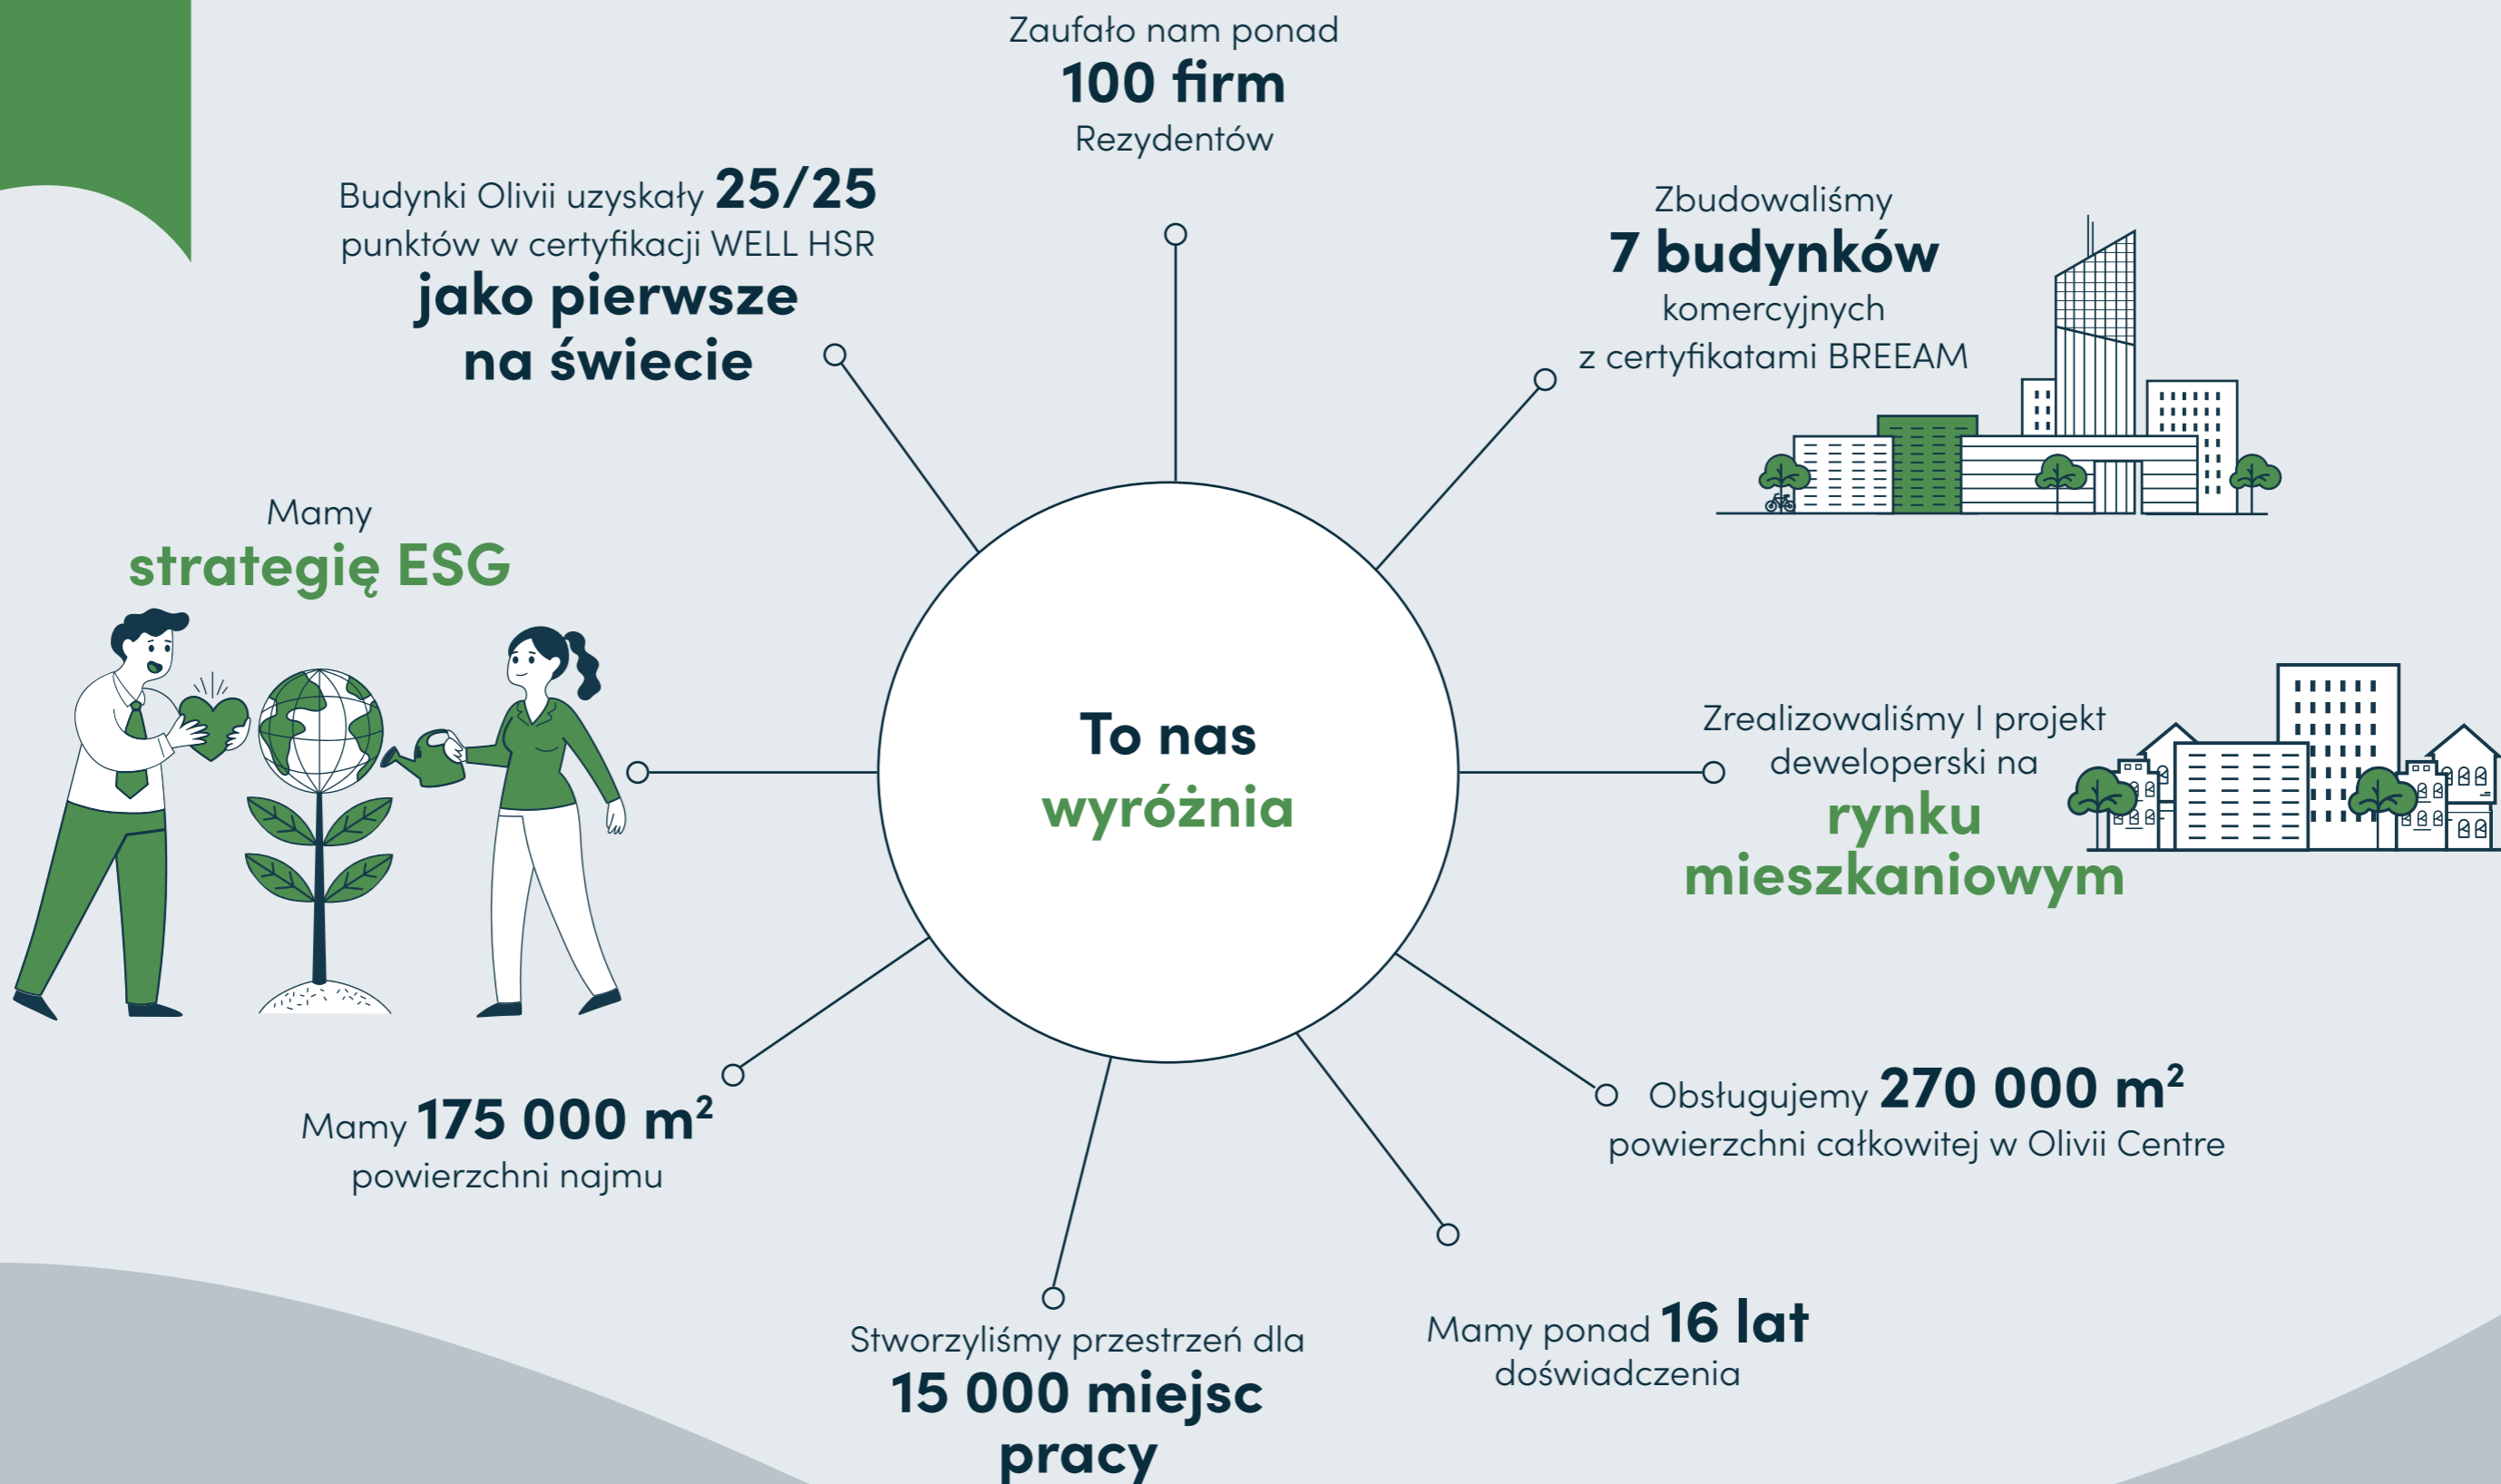 Zaufało nam ponad
100 firm
Rezydentów
Budynki Olivii uzyskały 25/25
punktów w certyfikacji WELL HSR
jako pierwsze
na świecie
Zbudowaliśmy
7 budynków
komercyjnych
z certyfikatami BREEAM
Mamy
strategię ESG
To nas
wyróżnia
Zrealizowaliśmy I projekt
deweloperski na
rynku
mieszkaniowym
Mamy 175 000 m²
powierzchni najmu
Obsługujemy 270 000 m²
powierzchni całkowitej w Olivii Centre
Stworzyliśmy przestrzeń dla
15 000 miejsc
pracy
Mamy ponad 16 lat
doświadczenia